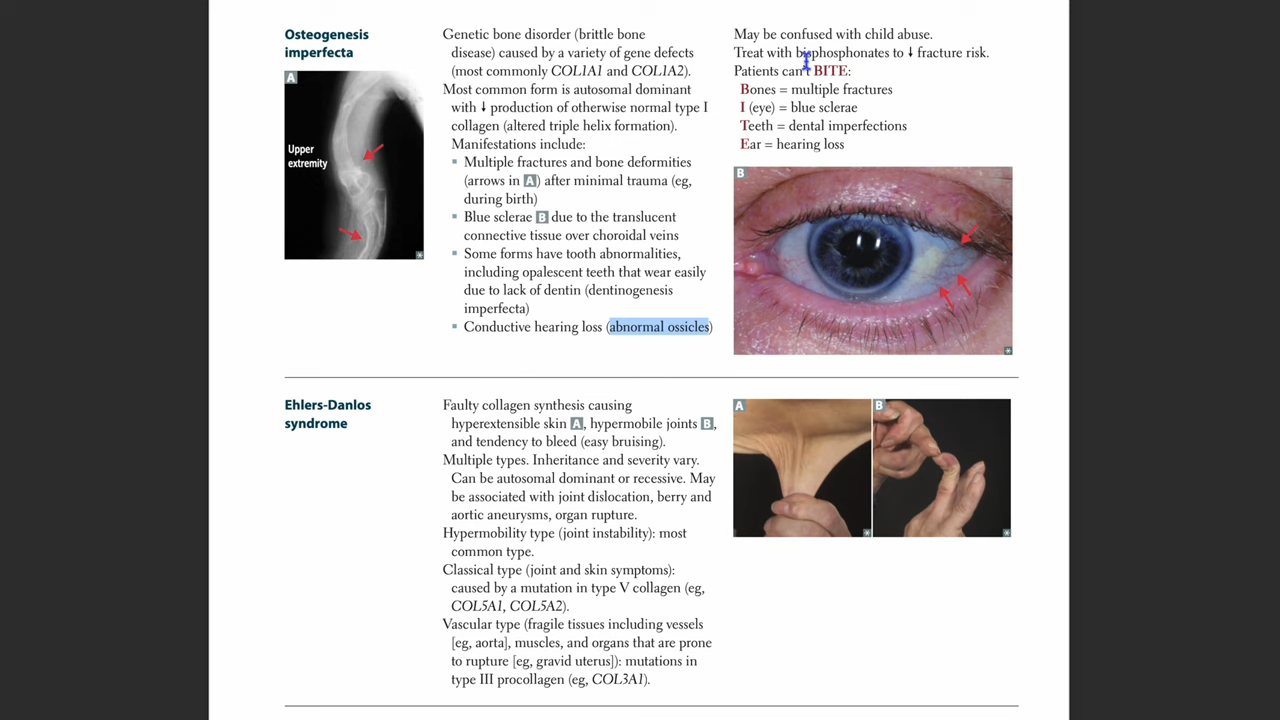 Osteogenesis
imperfecta
A
Upper
extremity
Genetic bone disorder (brittle bone
disease) caused by a variety of gene defects
(most commonly COL1A1 and COL1A2).
Most common form is autosomal dominant
with ↓ production of otherwise normal type I
collagen (altered triple helix formation).
Manifestations include:
▪ Multiple fractures and bone deformities
(arrows in A) after minimal trauma (eg,
during birth)
▪ Blue sclerae B due to the translucent
connective tissue over choroidal veins
▪ Some forms have tooth abnormalities,
including opalescent teeth that wear easily
due to lack of dentin (dentinogenesis
imperfecta)
▪ Conductive hearing loss (abnormal ossicles)
May be confused with child abuse.
Treat with bisphosphonates to ↓ fracture risk.
Patients can't BITE:
Bones = multiple fractures
I (eye) = blue sclerae
Teeth = dental imperfections
Ear = hearing loss
B
Ehlers-Danlos
syndrome
Faulty collagen synthesis causing
hyperextensible skin A, hypermobile joints B,
and tendency to bleed (easy bruising).
Multiple types. Inheritance and severity vary.
Can be autosomal dominant or recessive. May
be associated with joint dislocation, berry and
aortic aneurysms, organ rupture.
Hypermobility type (joint instability): most
common type.
Classical type (joint and skin symptoms):
caused by a mutation in type V collagen (eg,
COL5A1, COL5A2).
Vascular type (fragile tissues including vessels
[eg, aorta], muscles, and organs that are prone
to rupture [eg, gravid uterus]): mutations in
type III procollagen (eg, COL3A1).
A
B